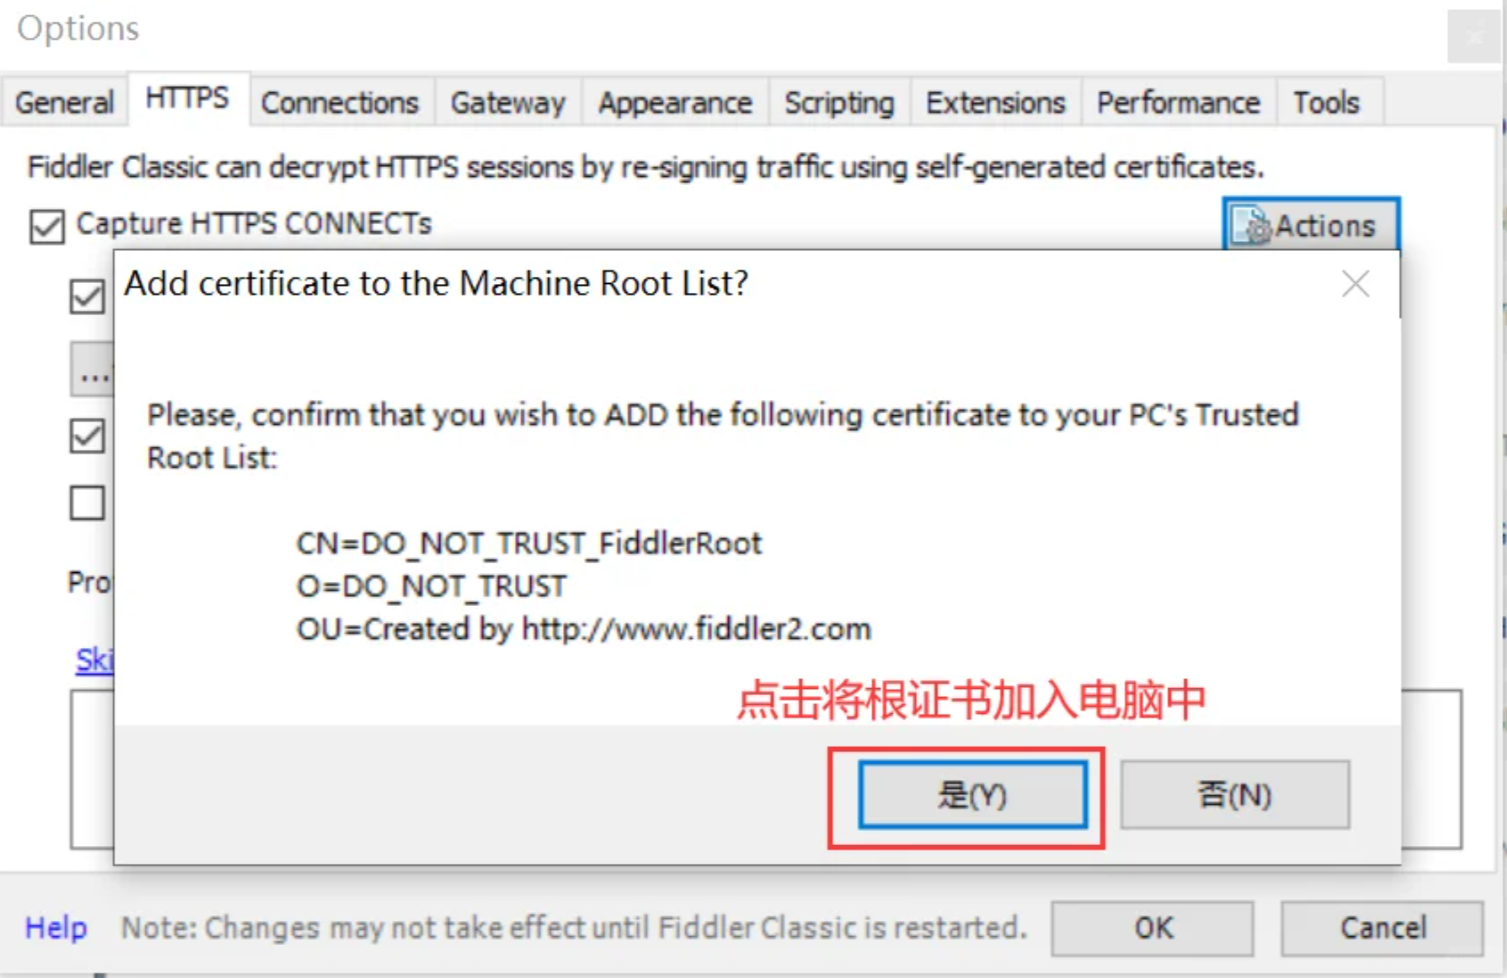 Options
General HTTPS Connections Gateway Appearance Scripting Extensions Performance Tools
Fiddler Classic can decrypt HTTPS sessions by re-signing traffic using self-generated certificates.
Capture HTTPS CONNECTs
Actions
Add certificate to the Machine Root List?
...
Please, confirm that you wish to ADD the following certificate to your PC's Trusted
Root List:
CN=DO_NOT_TRUST_FiddlerRoot
O=DO_NOT_TRUST
Pro
OU=Created by http://www.fiddler2.com
Ski
点击将根证书加入电脑中
是(Y) 否(N)
Help Note: Changes may not take effect until Fiddler Classic is restarted. OK Cancel